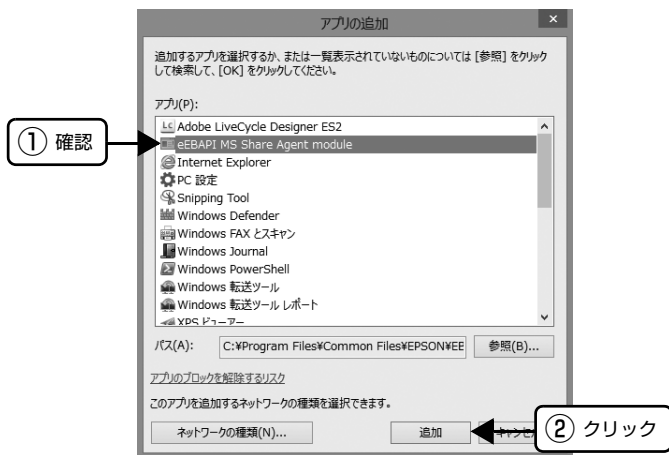 アプリの追加
×
追加するアプリを選択するか、または一覧表示されていないものについては [参照] をクリック
して検索して、[OK] をクリックしてください。
アプリ(P):
① 確認
Adobe LiveCycle Designer ES2
eEBAPI MS Share Agent module
Internet Explorer
PC 設定
Snipping Tool
Windows Defender
Windows FAX とスキャン
Windows Journal
Windows PowerShell
Windows 転送ツール
Windows 転送ツール レポート
XPS ビューアー
パス(A):
C:¥Program Files¥Common Files¥EPSON¥EE
参照(B)...
アプリのブロックを解除するリスク
このアプリを追加するネットワークの種類を選択できます。
ネットワークの種類(N)...
追加
② クリック